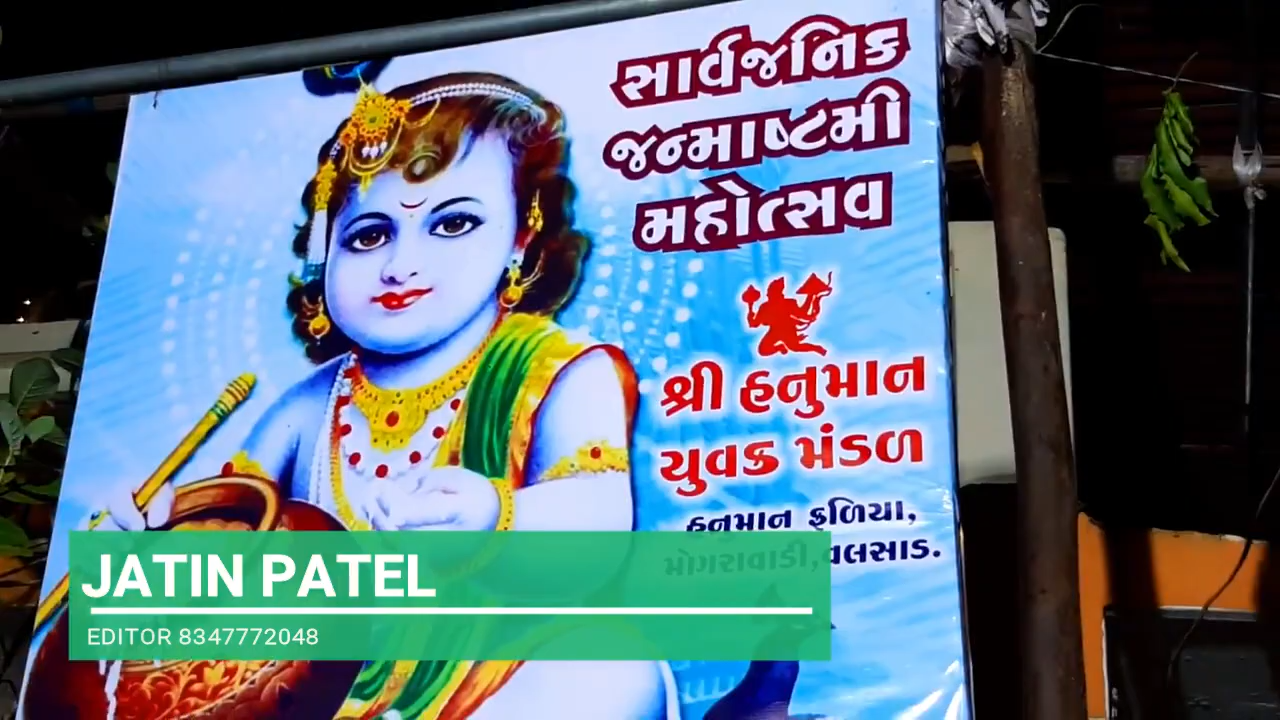 સાર્વજનિક
જન્માષ્ટમી
મહોત્સવ
શ્રી હનુમાન
યુવક મંડળ
હનુમાન ફળિયા,
મોગરાવાડી,વલસાડ.
JATIN PATEL
EDITOR 8347772048